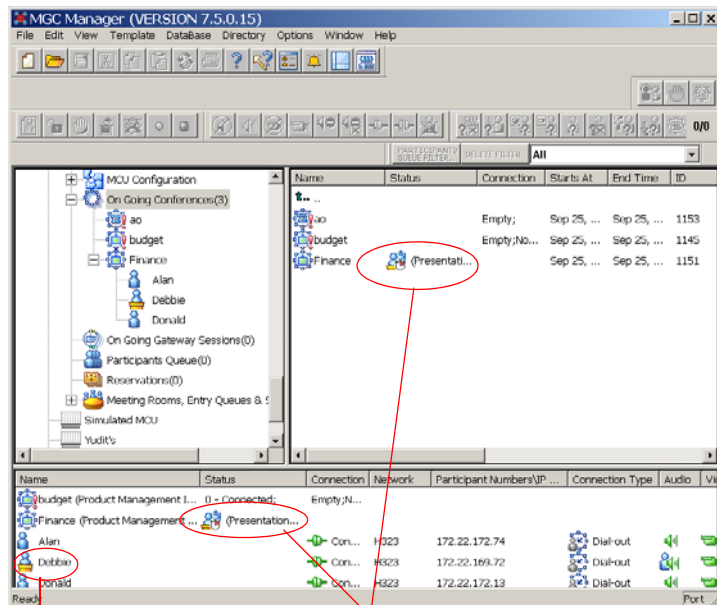 MGC Manager (VERSION 7.5.0.15)
File Edit View Template DataBase Directory Options Window Help
0/0
PARTICIPANTS QUEUE FILTER... DELETE FILTER All
MCU Configuration
On Going Conferences(3)
ao
budget
Finance
Alan
Debbie
Donald
On Going Gateway Sessions(0)
Participants Queue(0)
Reservations(0)
Meeting Rooms, Entry Queues & S
Simulated MCU
Yudit's
Name Status Connection Starts At End Time ID
..
ao Empty; Sep 25, ... Sep 25, ... 1153
budget Empty;No... Sep 25, ... Sep 25, ... 1145
Finance (Presentati... Sep 25, ... Sep 25, ... 1151
Name Status Connection Network Participant Numbers\IP ... Connection Type Audio Vi
budget (Product Management I... 0 - Connected; Empty;N...
Finance (Product Management ... (Presentation...
Alan Con... H323 172.22.172.74 Dial-out
Debbie Con... H323 172.22.169.72 Dial-out
Donald Con... H323 172.22.172.13 Dial-out
Ready Port